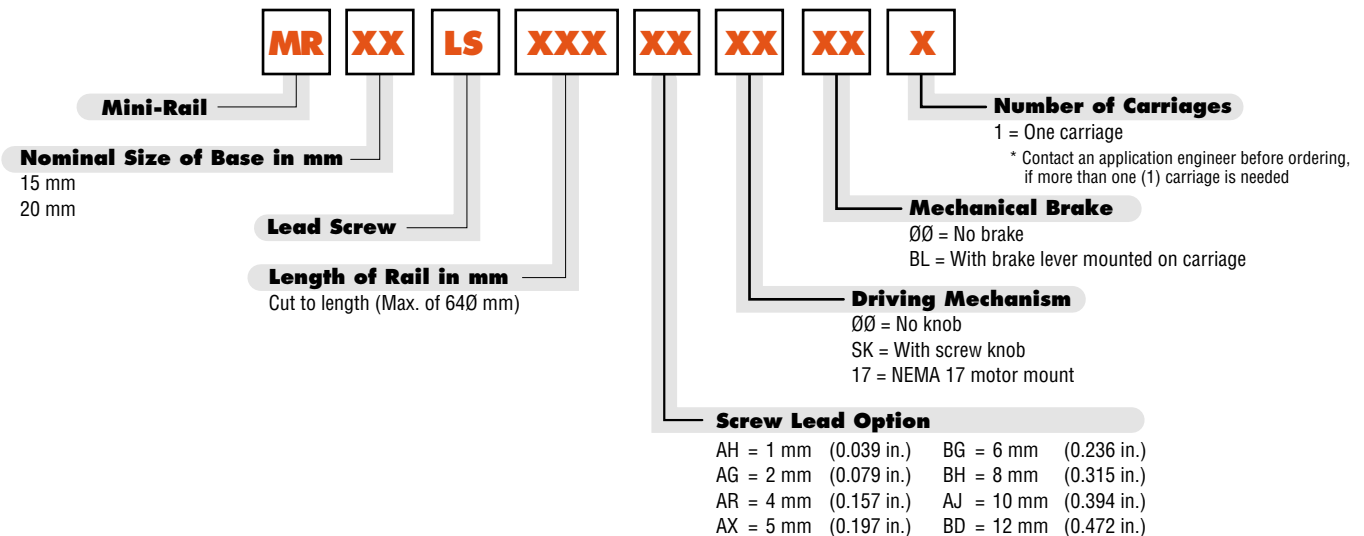 MR XX LS XXX XX XX XX X
Mini-Rail
Nominal Size of Base in mm
15 mm
20 mm
Lead Screw
Length of Rail in mm
Cut to length (Max. of 64Ø mm)
Number of Carriages
1 = One carriage
* Contact an application engineer before ordering,
if more than one (1) carriage is needed
Mechanical Brake
ØØ = No brake
BL = With brake lever mounted on carriage
Driving Mechanism
ØØ = No knob
SK = With screw knob
17 = NEMA 17 motor mount
Screw Lead Option
AH = 1 mm (0.039 in.) BG = 6 mm (0.236 in.)
AG = 2 mm (0.079 in.) BH = 8 mm (0.315 in.)
AR = 4 mm (0.157 in.) AJ = 10 mm (0.394 in.)
AX = 5 mm (0.197 in.) BD = 12 mm (0.472 in.)